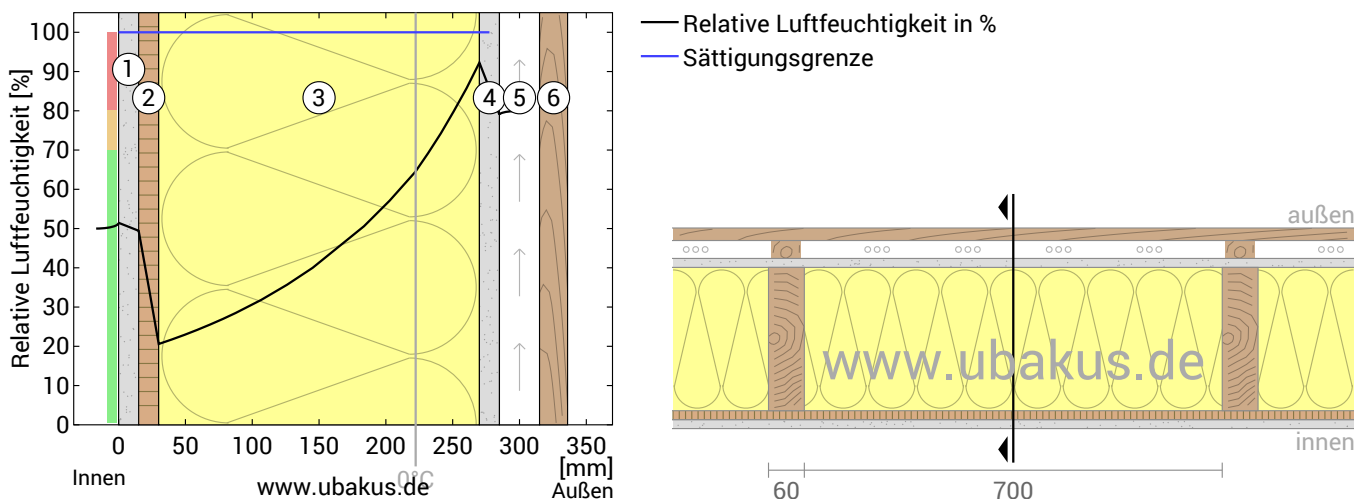 Relative Luftfeuchtigkeit [%]
100
90
80
70
60
50
40
30
20
10
0
1
2
3
4
5
6
0
50
100
150
200
250
300
350
[mm]
Innen
www.ubakus.de
0°C
Außen
Relative Luftfeuchtigkeit in %
Sättigungsgrenze
außen
www.ubakus.de
innen
60
700